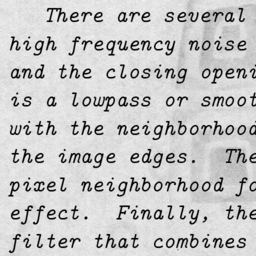 There are several
high frequency noise
and the closing openi
is a lowpass or smoot
with the neighborhood
the image edges. The
pixel neighborhood fo
effect. Finally, the
filter that combines